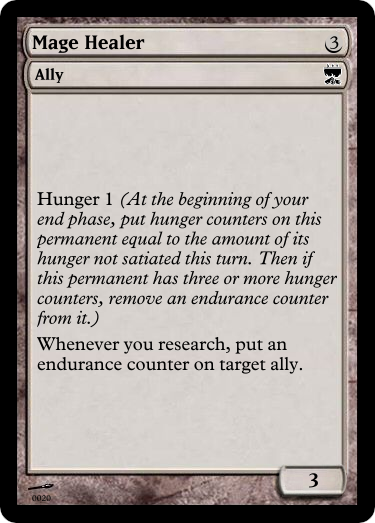 Mage Healer 3
Ally
Hunger 1 (At the beginning of your
end phase, put hunger counters on this
permanent equal to the amount of its
hunger not satiated this turn. Then if
this permanent has three or more hunger
counters, remove an endurance counter
from it.)
Whenever you research, put an
endurance counter on target ally.
3
0020